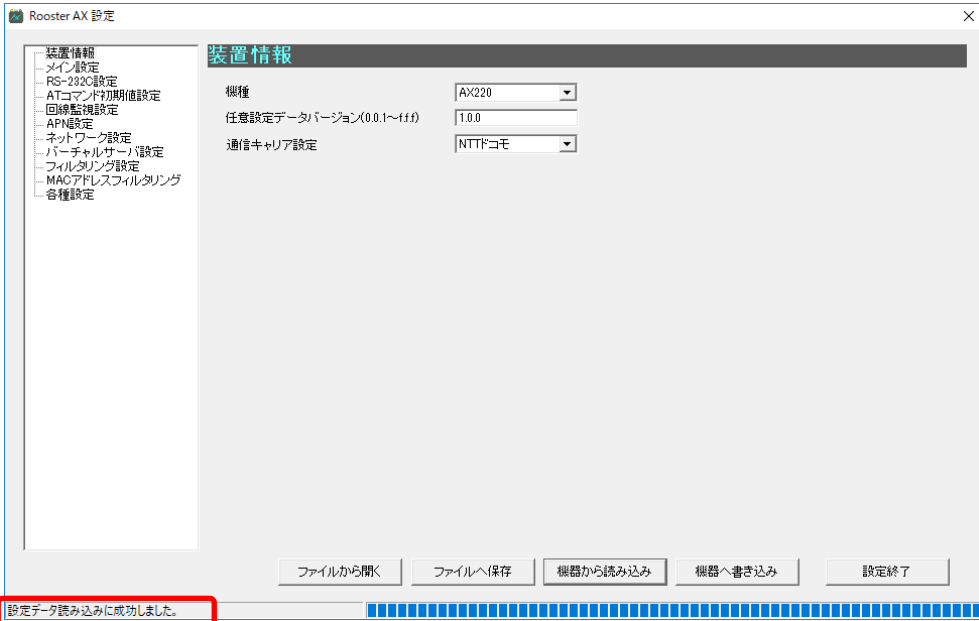 Rooster AX 設定
装置情報
メイン設定
RS-232C設定
ATコマンド初期値設定
回線監視設定
APN設定
ネットワーク設定
バーチャルサーバ設定
フィルタリング設定
MACアドレスフィルタリング
各種設定
装置情報
機種 AX220
任意設定データバージョン(0.0.1～f.f.f) 1.0.0
通信キャリア設定 NTTドコモ
ファイルから開く ファイルへ保存 機器から読み込み 機器へ書き込み 設定終了
設定データ読み込みに成功しました。